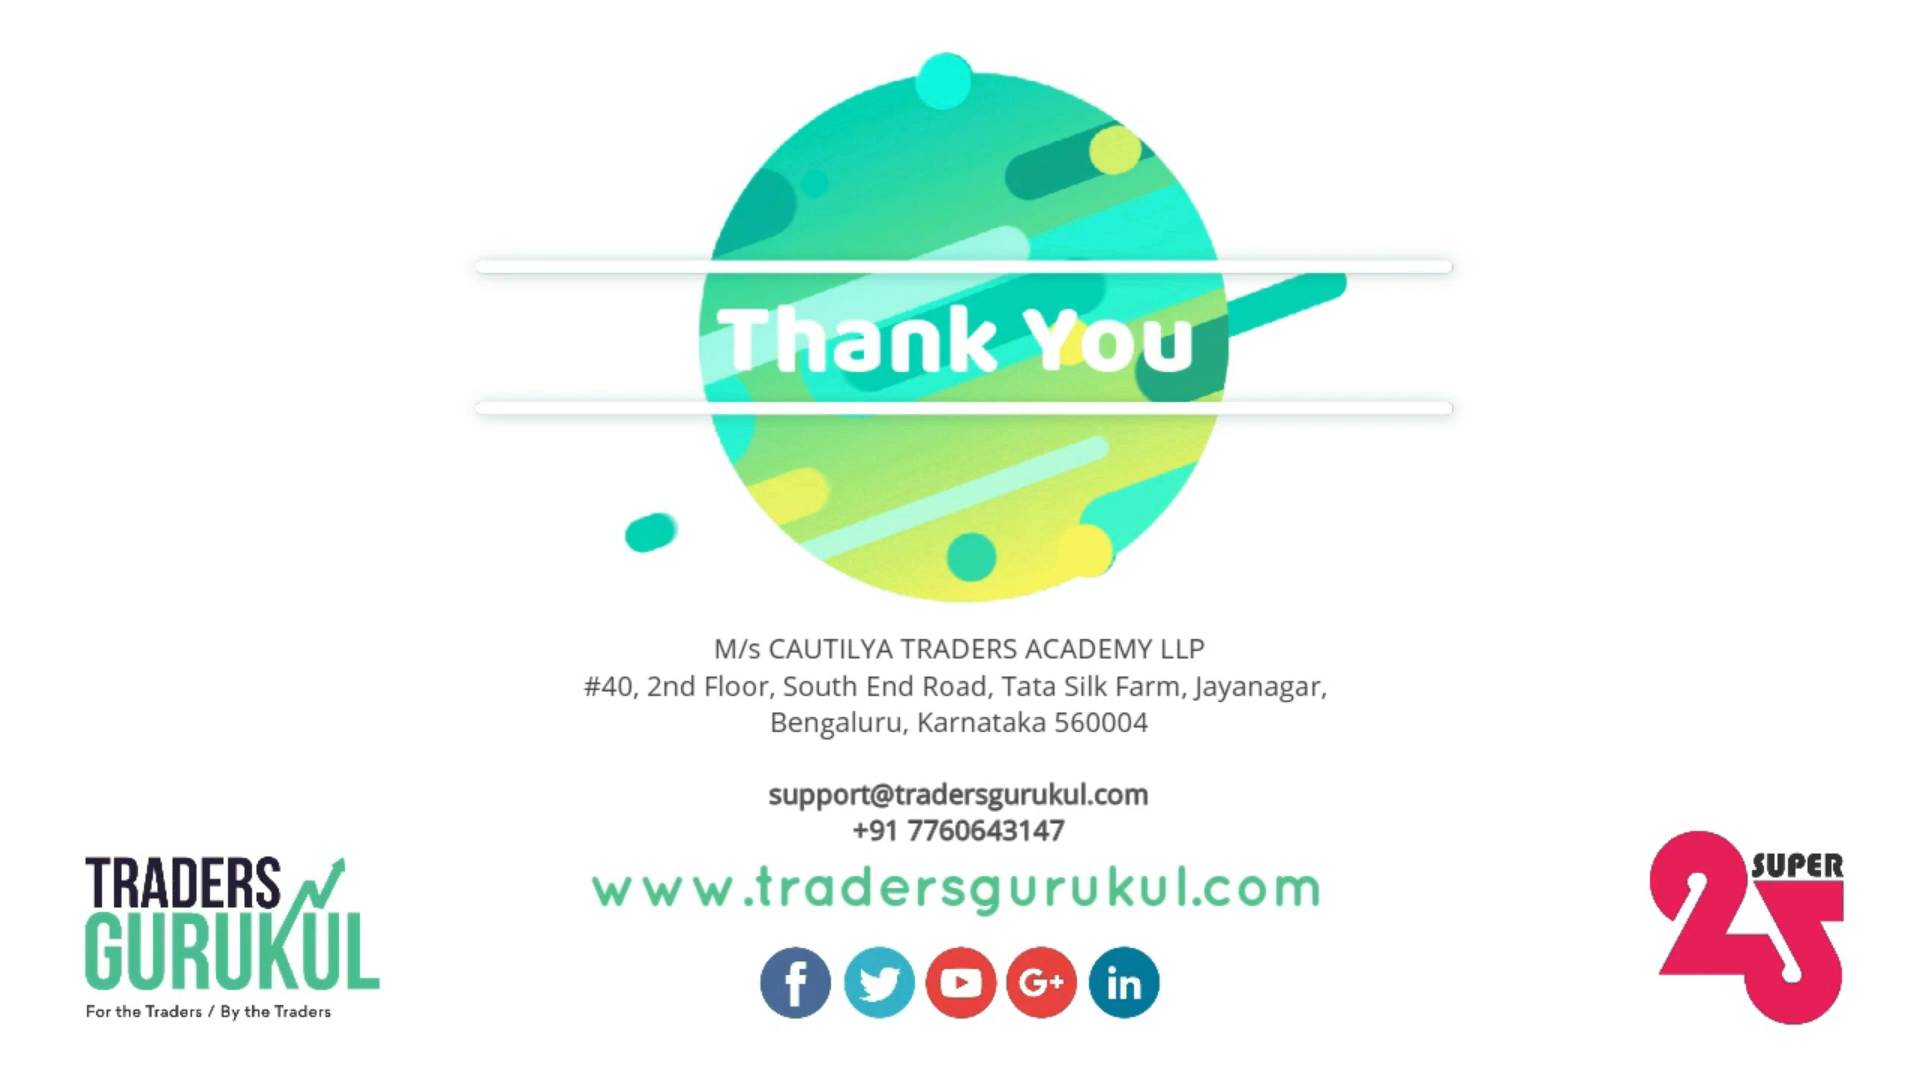 Thank You
M/s CAUTILYA TRADERS ACADEMY LLP
#40, 2nd Floor, South End Road, Tata Silk Farm, Jayanagar,
Bengaluru, Karnataka 560004
support@tradersgurukul.com
+91 7760643147
www.tradersgurukul.com
TRADERS
GURUKUL
For the Traders / By the Traders
f
G+
in
SUPER
25